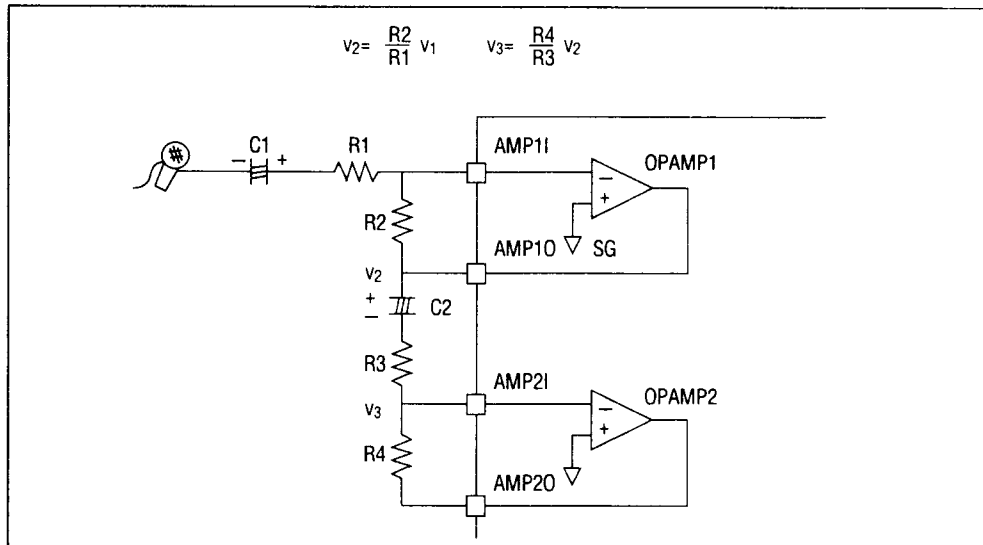 v2= R2/R1 v1 v3= R4/R3 v2
C1
− +
R1
AMP1I
OPAMP1
−
+
R2
AMP1O
SG
v2
+
−
C2
R3
AMP2I
OPAMP2
v3
−
+
R4
AMP2O